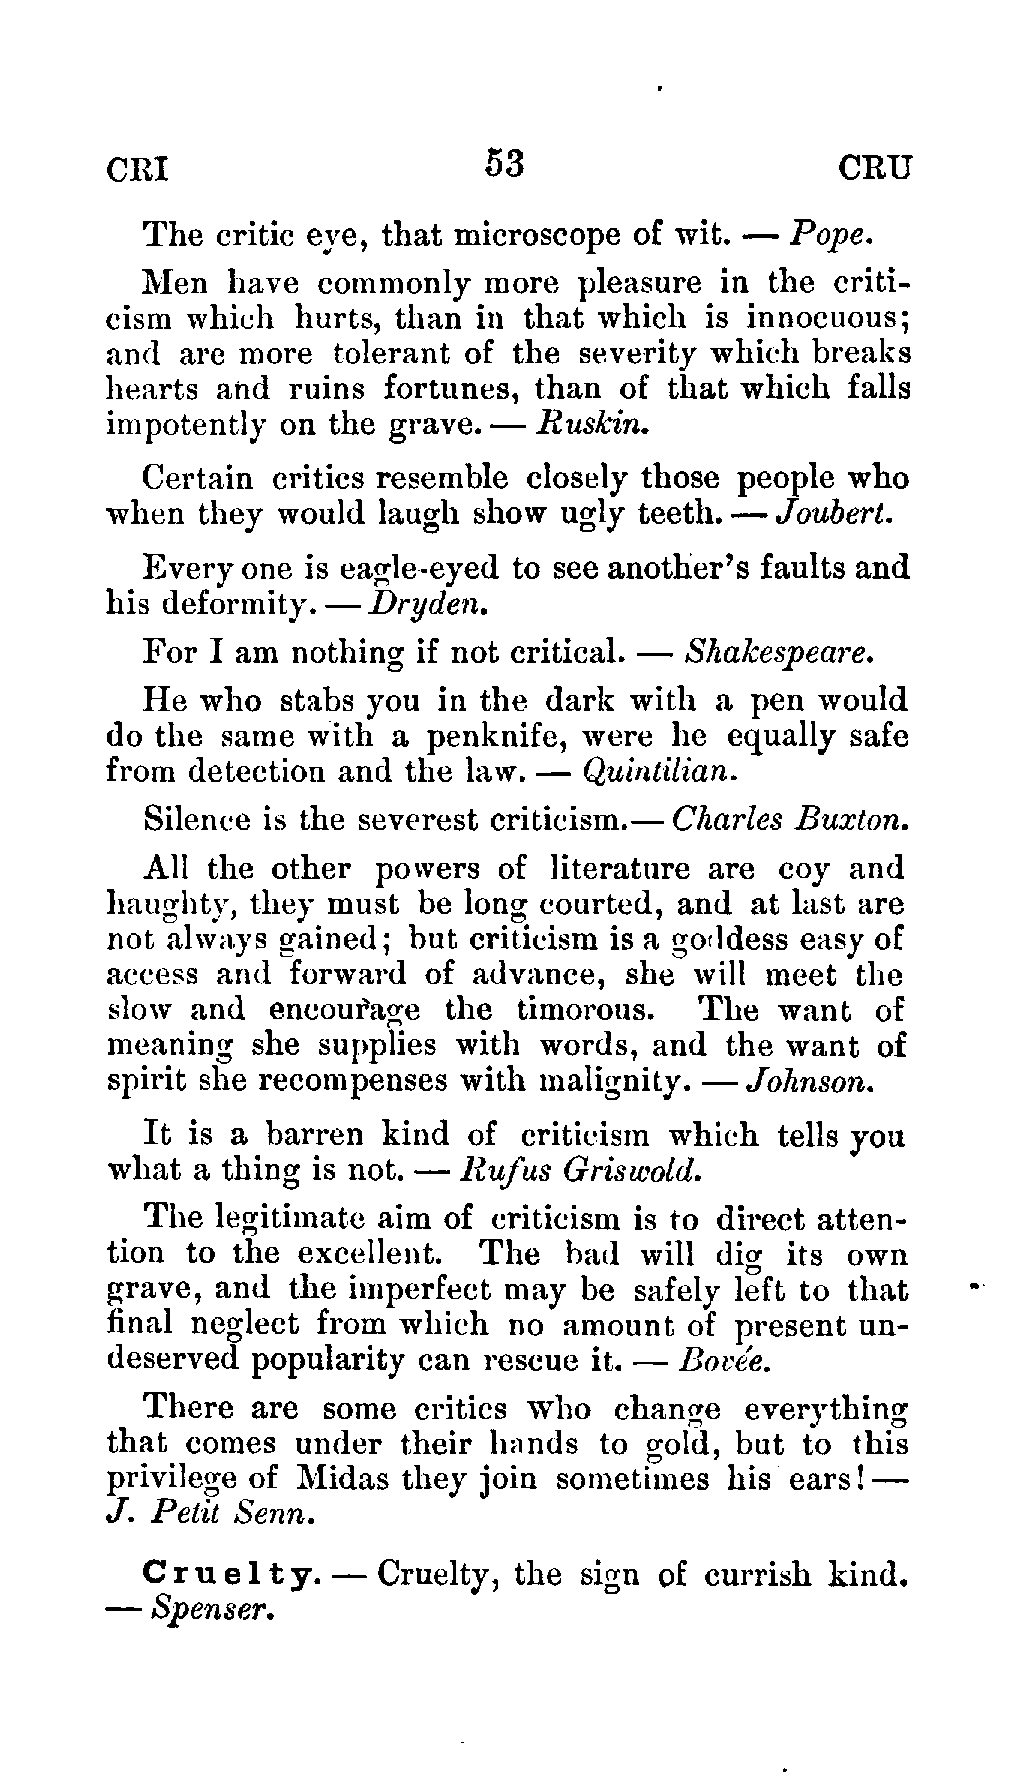 CRI 53 CRU
The critic eye, that microscope of wit. — Pope.
Men have commonly more pleasure in the criti-
cism which hurts, than in that which is innocuous;
and are more tolerant of the severity which breaks
hearts and ruins fortunes, than of that which falls
impotently on the grave. — Ruskin.
Certain critics resemble closely those people who
when they would laugh show ugly teeth. — Joubert.
Every one is eagle-eyed to see another's faults and
his deformity. — Dryden.
For I am nothing if not critical. — Shakespeare.
He who stabs you in the dark with a pen would
do the same with a penknife, were he equally safe
from detection and the law. — Quintilian.
Silence is the severest criticism. — Charles Buxton.
All the other powers of literature are coy and
haughty, they must be long courted, and at last are
not always gained; but criticism is a goddess easy of
access and forward of advance, she will meet the
slow and encourage the timorous. The want of
meaning she supplies with words, and the want of
spirit she recompenses with malignity. — Johnson.
It is a barren kind of criticism which tells you
what a thing is not. — Rufus Griswold.
The legitimate aim of criticism is to direct atten-
tion to the excellent. The bad will dig its own
grave, and the imperfect may be safely left to that
final neglect from which no amount of present un-
deserved popularity can rescue it. — Bovée.
There are some critics who change everything
that comes under their hands to gold, but to this
privilege of Midas they join sometimes his ears! —
J. Petit Senn.
Cruelty. — Cruelty, the sign of currish kind.
— Spenser.